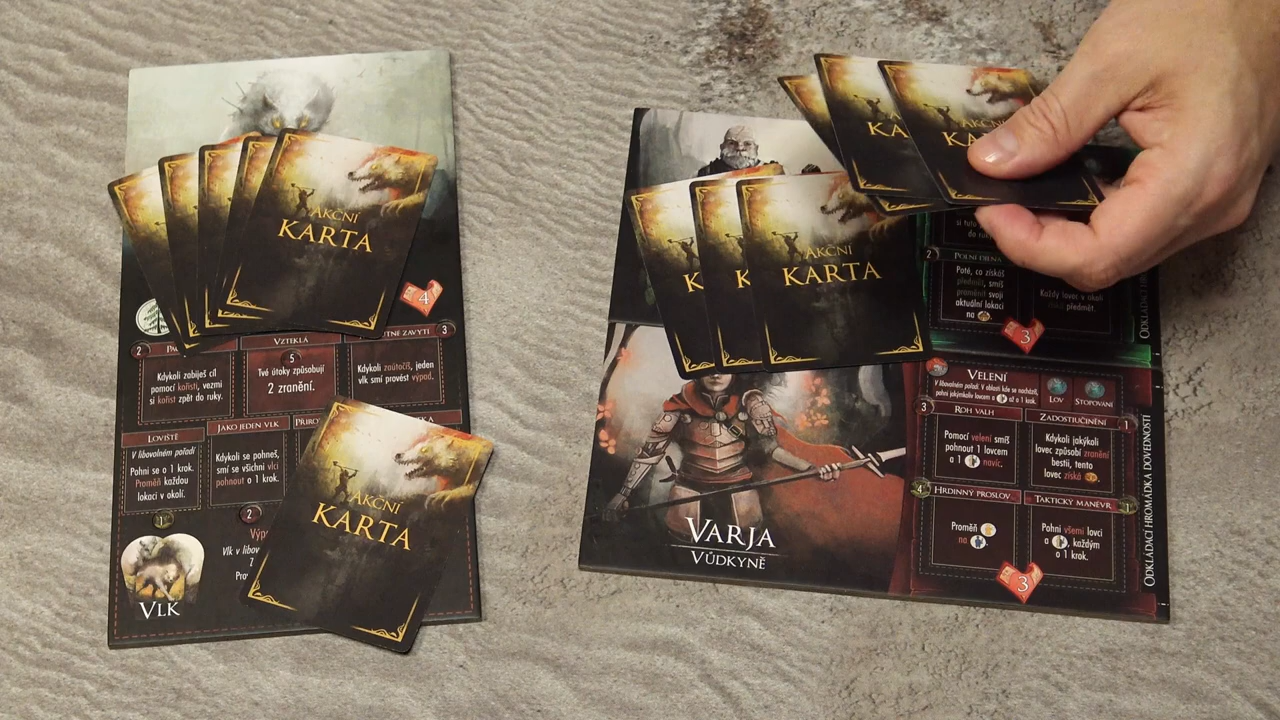 AKČNÍ
KARTA
4
2
VZTEKLÁ
3
Kdykoli zabiješ cíl
pomocí kořisti, vezmi
si kořist zpět do ruky.
5
Tvé útoky způsobují
2 zranění.
Kdykoli zaútočíš, jeden
vlk smí provést výpad.
LOVIŠTĚ
V libovolném pořadí
Pohni se o 1 krok.
Proměň každou
lokaci v okolí.
1
JAKO JEDEN VLK
Kdykoli se pohneš,
smí se všichni vlci
pohnout o 1 krok.
2
AKČNÍ
KARTA
VLK
K
K
AKČNÍ
KARTA
KA
2
Poté, co získáš
předmět, smíš
proměnit svoji
aktuální lokaci
na
Každý lovec v okolí
získá předmět.
3
VARJA
VŮDKYNĚ
VELENÍ
LOV
STOPOVÁNÍ
3
ROH VALH
Pomocí velení smíš
pohnout 1 lovcem
a 1 navíc.
ZADOSTIUČINĚNÍ
1
Kdykoli jakýkoli
lovec způsobí zranění
bestii, tento
lovec získá
4
HRDINNÝ PROSLOV
Proměň
na
TAKTICKÝ MANÉVR
1
Pohni všemi lovci
a, každým
o 1 krok.
3
ODKLÁDACÍ HROMÁDKA DOVEDNOSTÍ